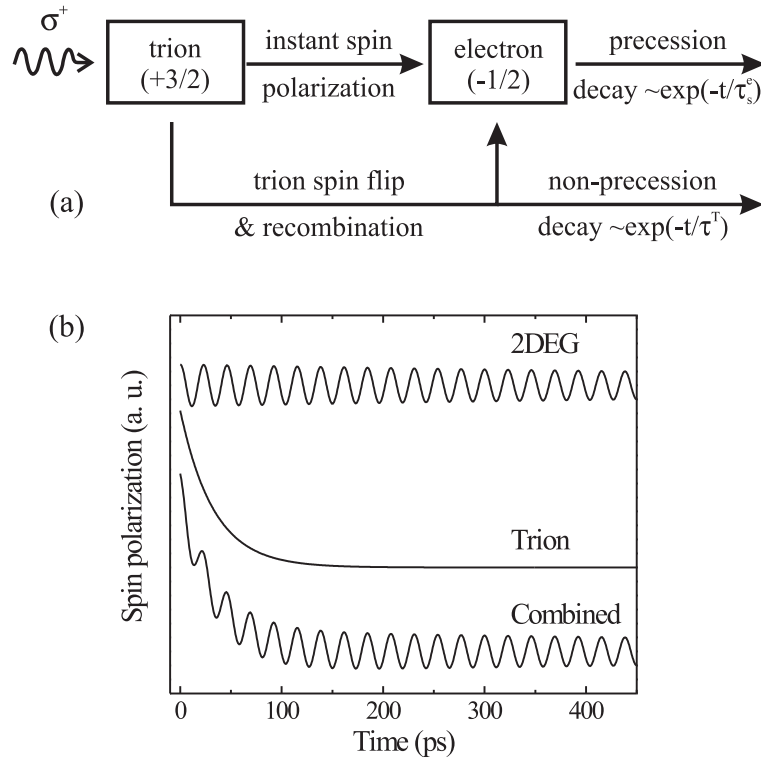 σ⁺
trion
(+3/2)
instant spin
polarization
electron
(-1/2)
precession
decay ~exp(-t/τₛᵉ)
trion spin flip
& recombination
non-precession
decay ~exp(-t/τᵀ)
(a)
(b)
2DEG
Trion
Combined
Spin polarization (a. u.)
0 100 200 300 400
Time (ps)